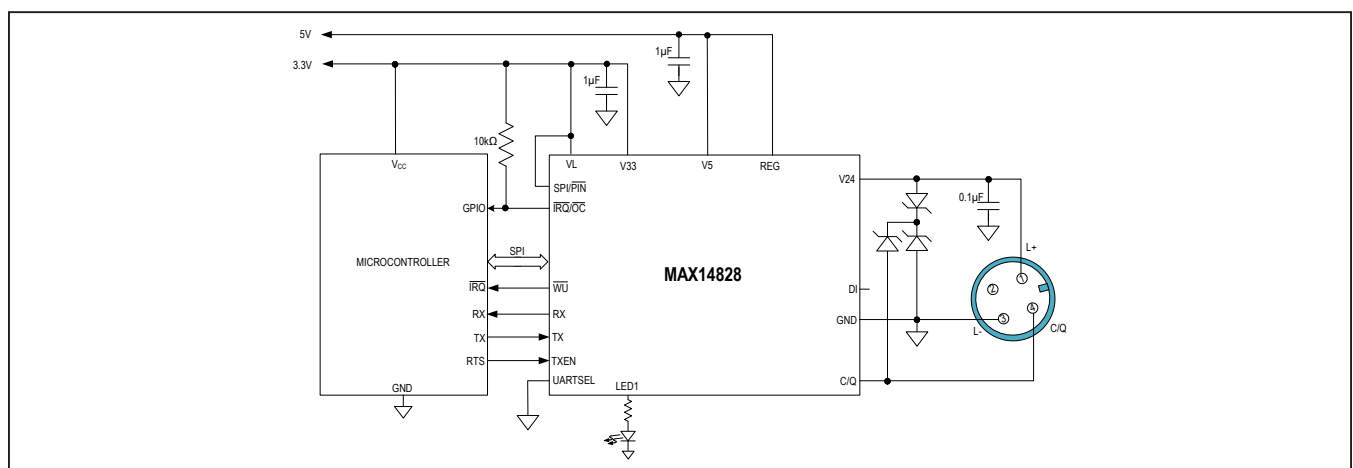 5V
1µF
3.3V
1µF
10kΩ
VCC
VL
V33
V5
REG
SPI/PIN
V24
GPIO
IRQ/OC
0.1µF
L+
MICROCONTROLLER
SPI
MAX14828
1
2
IRQ
WU
DI
4
RX
RX
GND
3
L-
C/Q
TX
TX
RTS
TXEN
GND
UARTSEL
LED1
C/Q